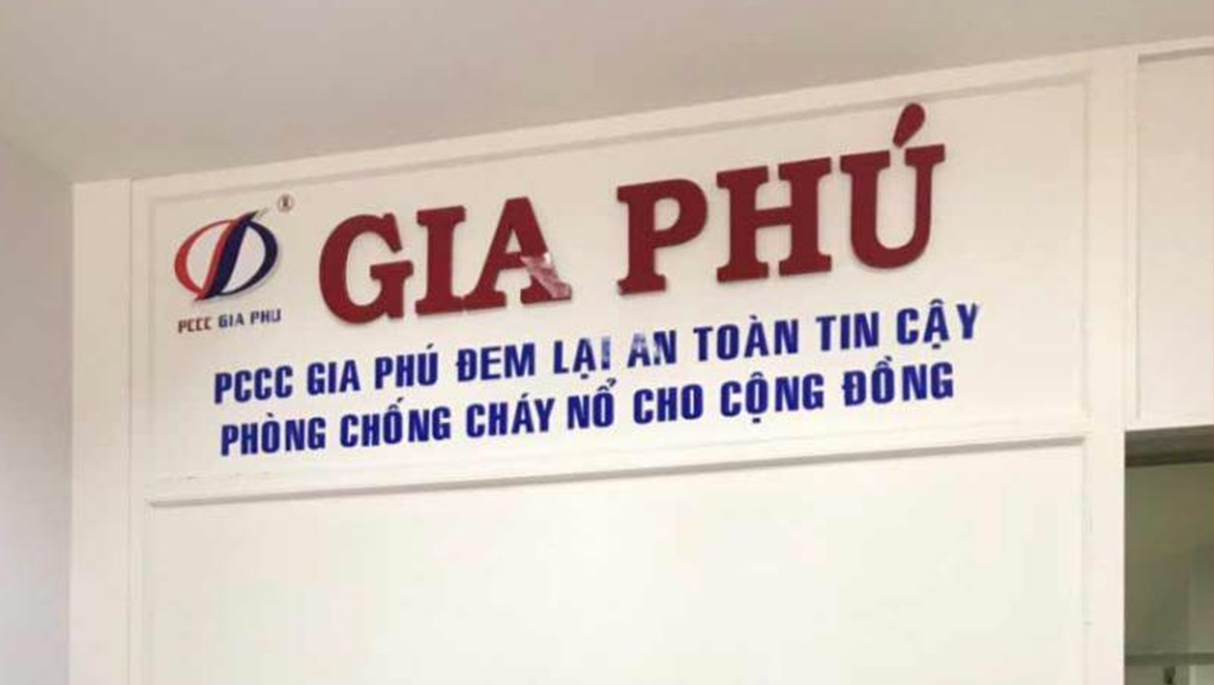 GIA PHÚ
PCCC GIA PHU
PCCC GIA PHÚ ĐEM LẠI AN TOÀN TIN CẬY
PHÒNG CHỐNG CHÁY NỔ CHO CỘNG ĐỒNG